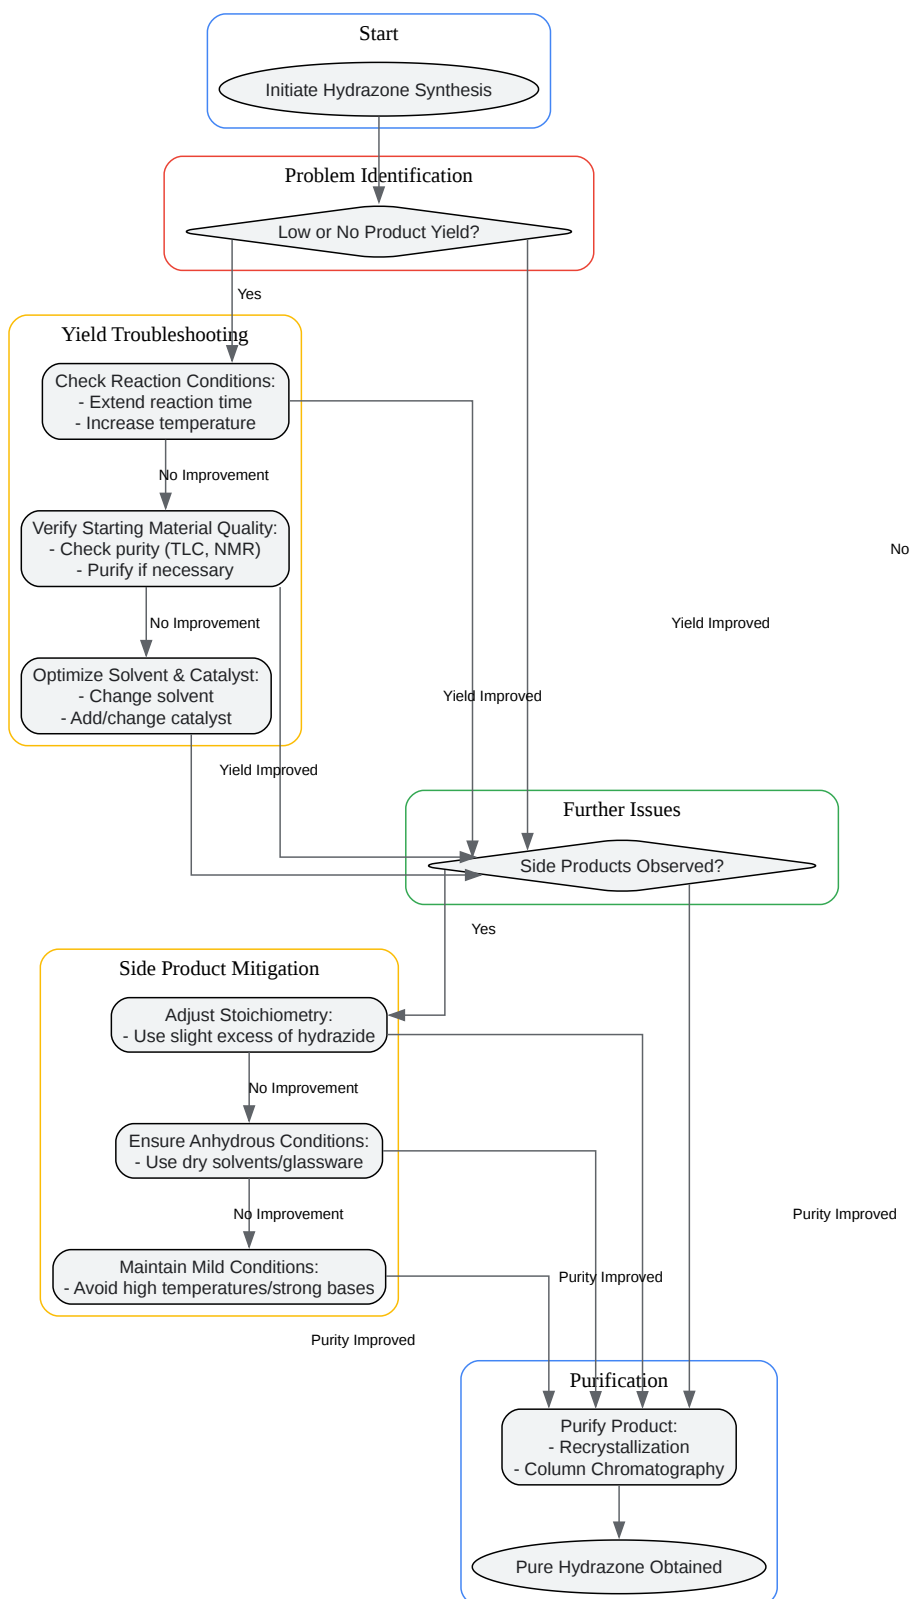 Start
Initiate Hydrazone Synthesis
Problem Identification
Low or No Product Yield?
Yes
Yield Troubleshooting
Check Reaction Conditions:
- Extend reaction time
- Increase temperature
No Improvement
Verify Starting Material Quality:
- Check purity (TLC, NMR)
- Purify if necessary
No
No Improvement
Yield Improved
Optimize Solvent & Catalyst:
- Change solvent
- Add/change catalyst
Yield Improved
Yield Improved
Further Issues
Side Products Observed?
Yes
Side Product Mitigation
Adjust Stoichiometry:
- Use slight excess of hydrazide
No Improvement
Ensure Anhydrous Conditions:
- Use dry solvents/glassware
No Improvement
Purity Improved
Maintain Mild Conditions:
- Avoid high temperatures/strong bases
Purity Improved
Purity Improved
Purification
Purify Product:
- Recrystallization
- Column Chromatography
Pure Hydrazone Obtained